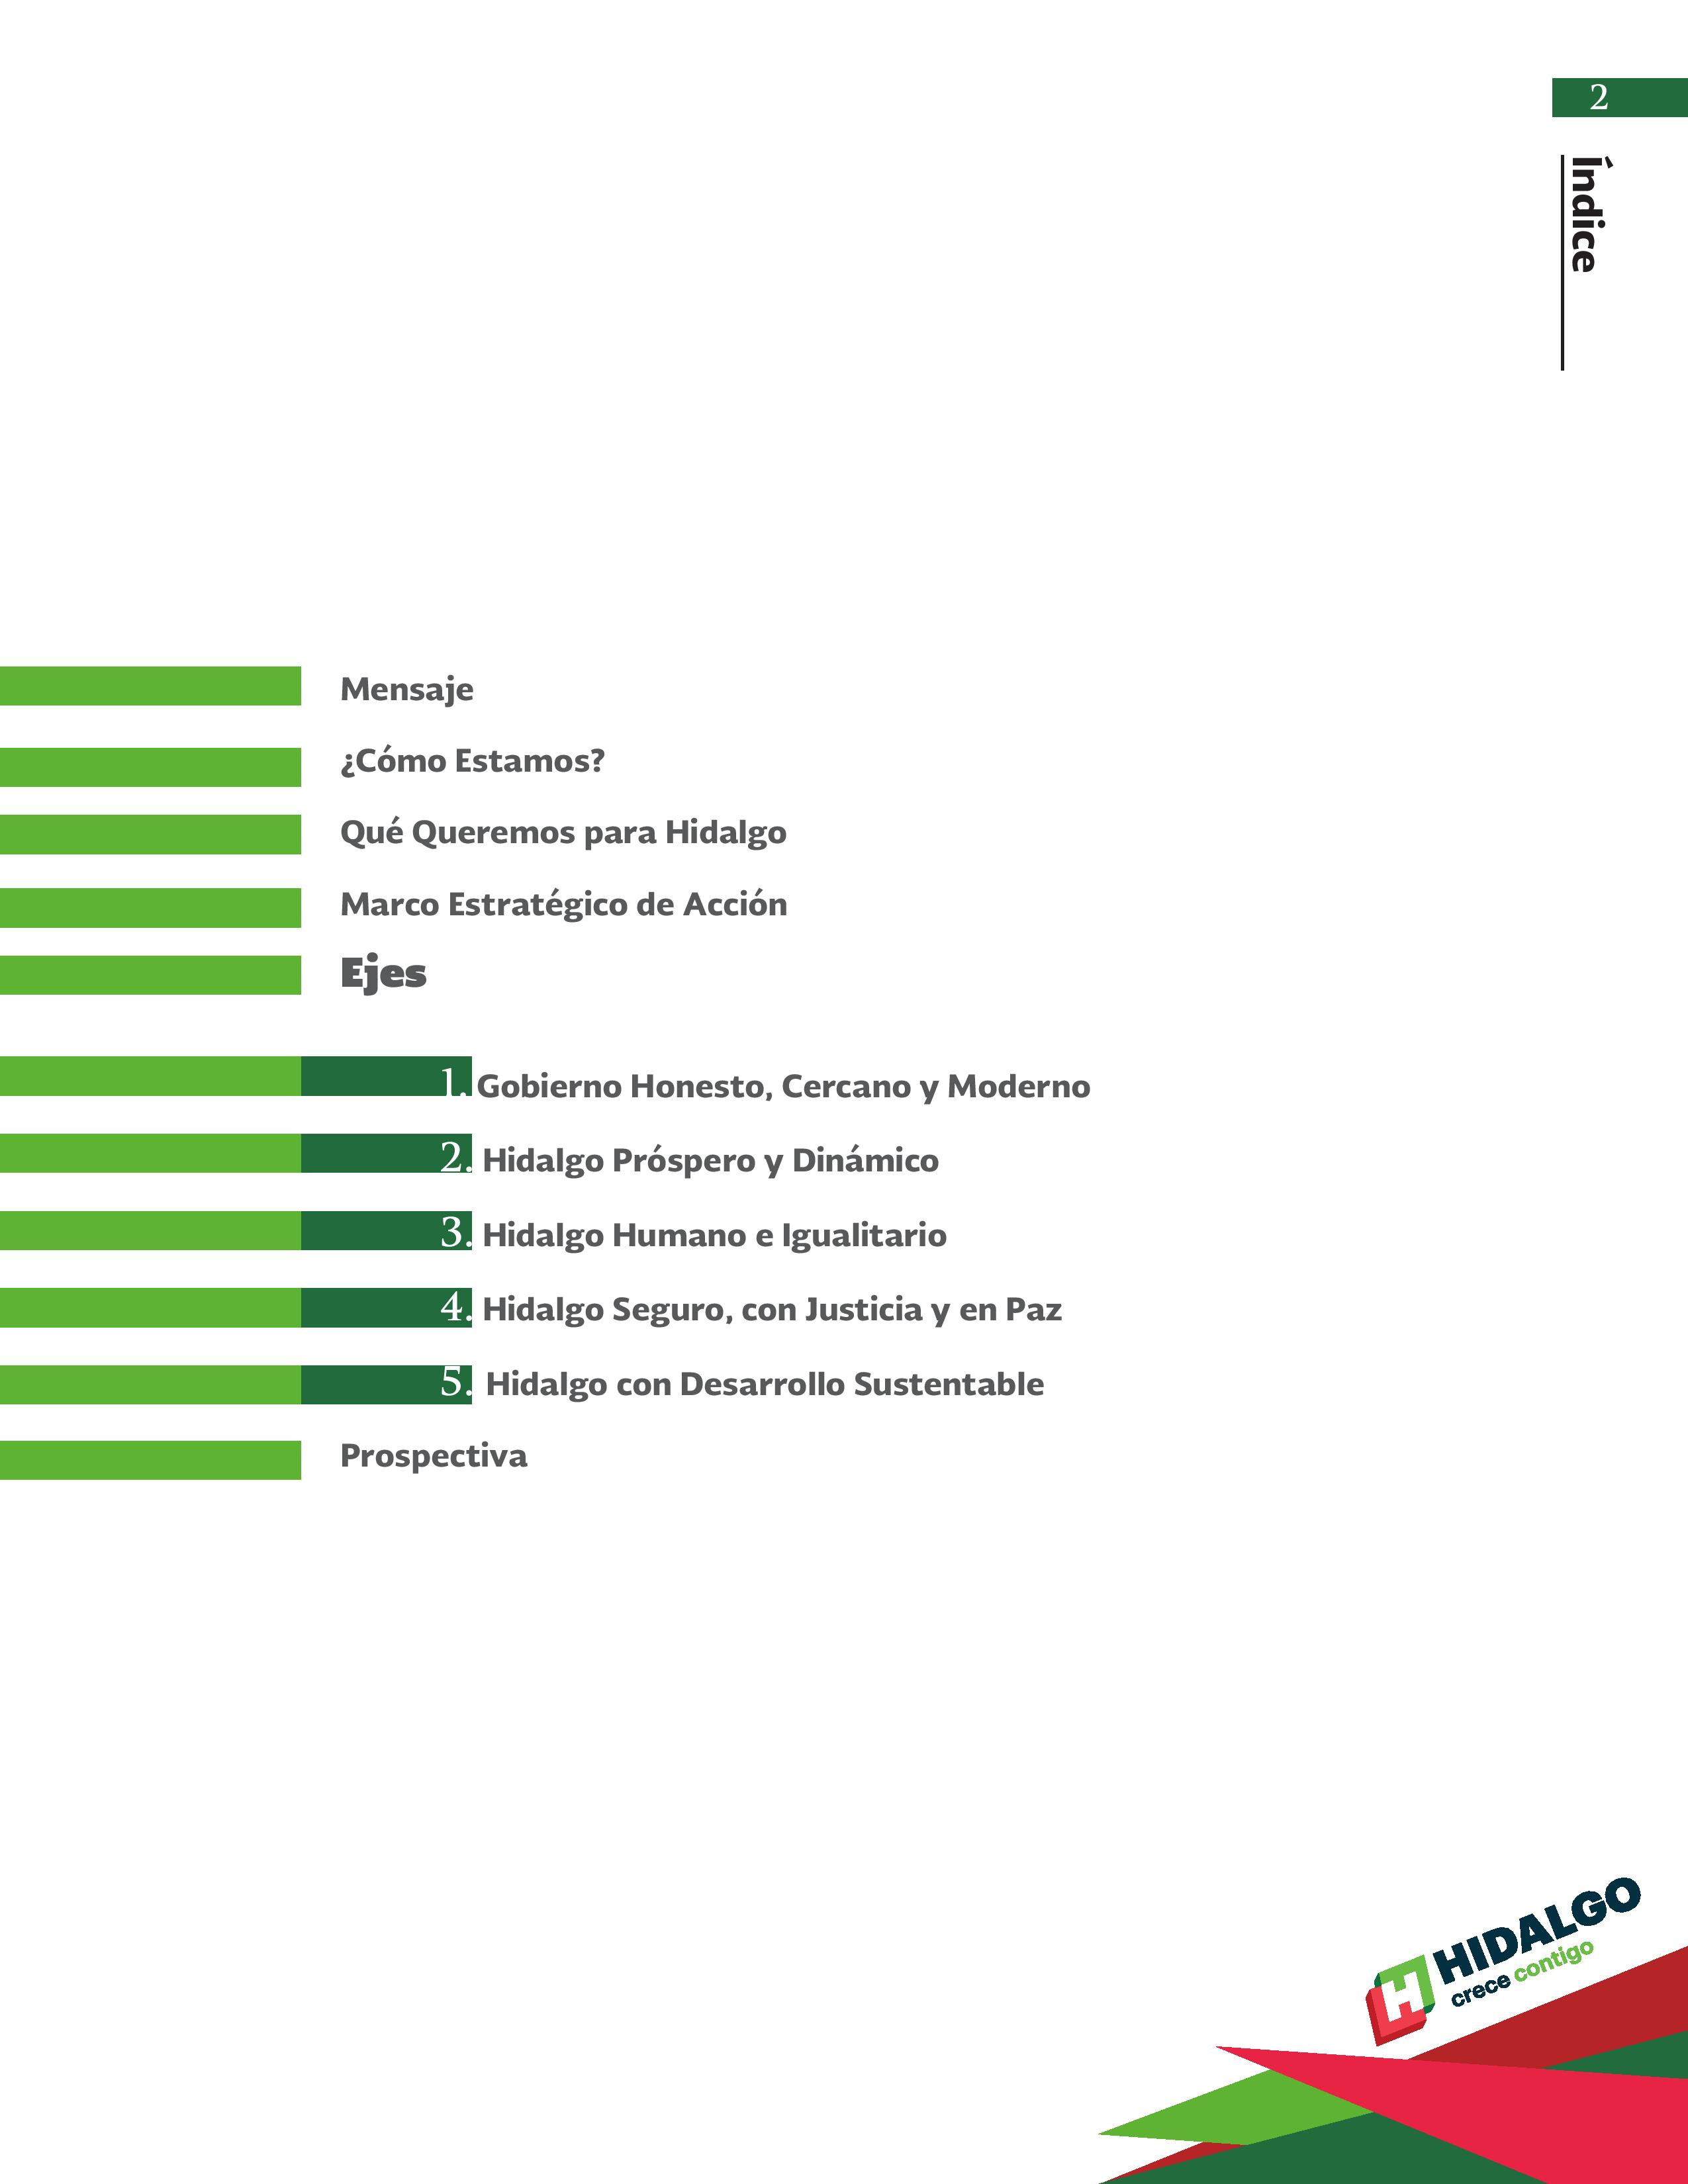 2
Índice
Mensaje
¿Cómo Estamos?
Qué Queremos para Hidalgo
Marco Estratégico de Acción
Ejes
1. Gobierno Honesto, Cercano y Moderno
2. Hidalgo Próspero y Dinámico
3. Hidalgo Humano e Igualitario
4. Hidalgo Seguro, con Justicia y en Paz
5. Hidalgo con Desarrollo Sustentable
Prospectiva
H HIDALGO
crece contigo